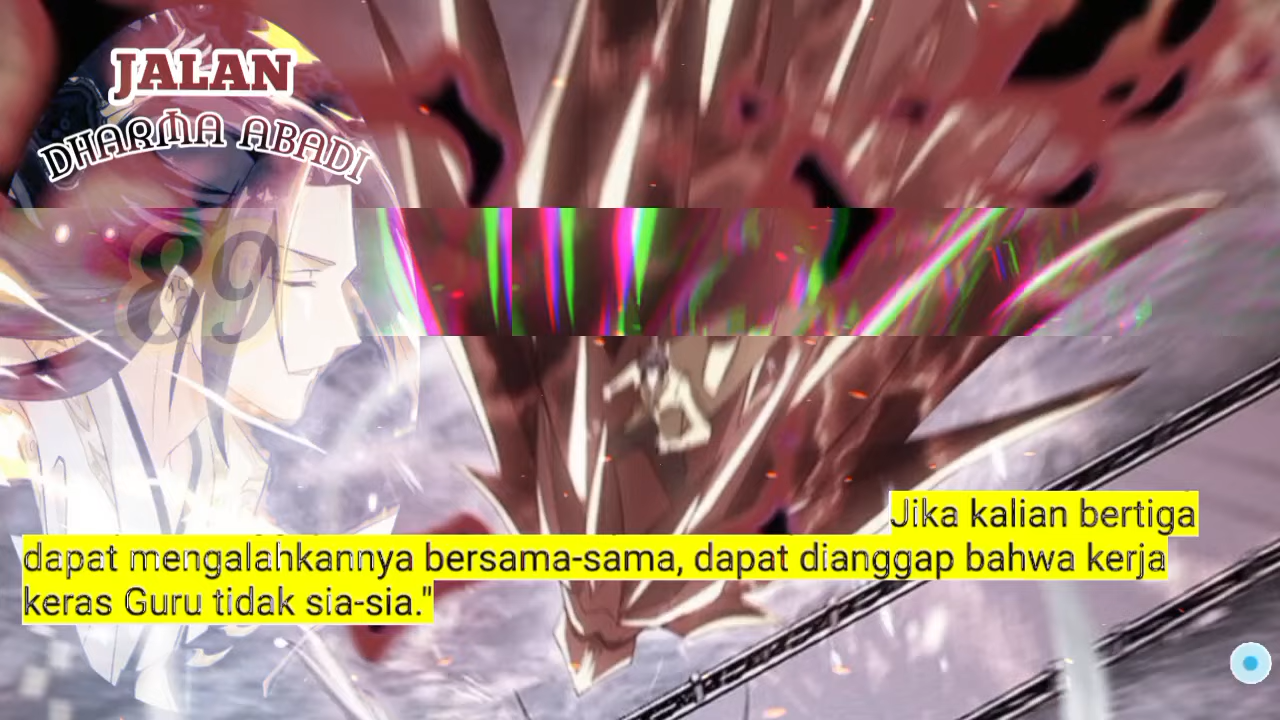 JALAN
DHARMA ABADI
89
Jika kalian bertiga
dapat mengalahkannya bersama-sama, dapat dianggap bahwa kerja
keras Guru tidak sia-sia."